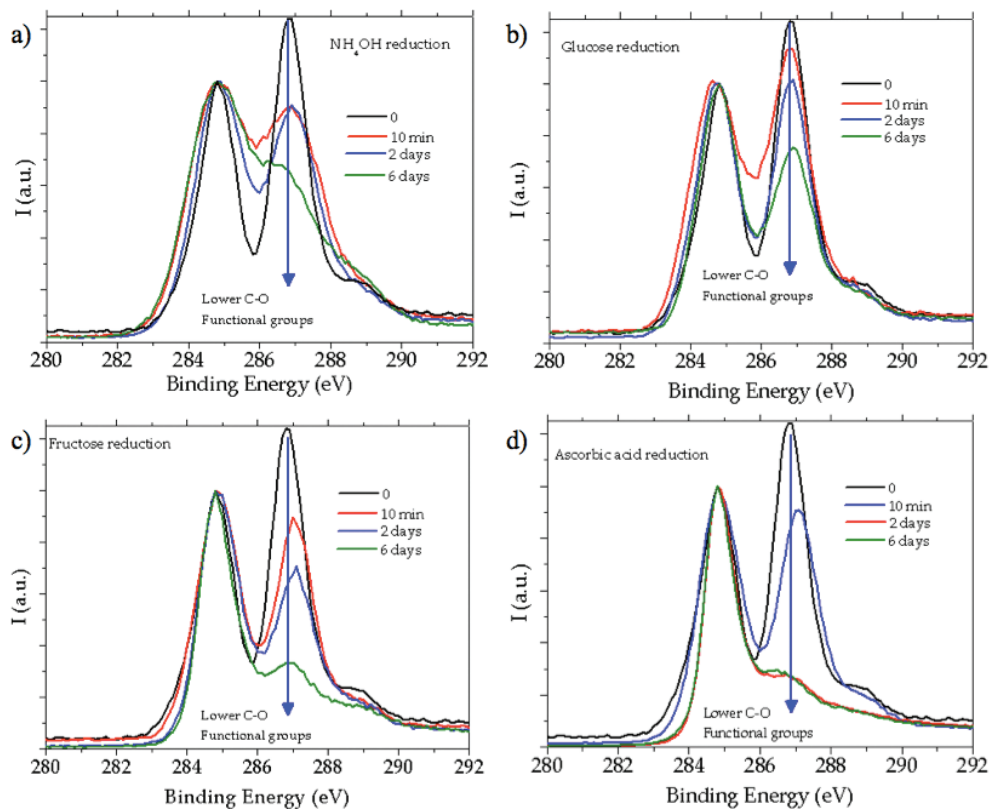 a)
NH4OH reduction
0
10 min
2 days
6 days
Lower C-O
Functional groups
I (a.u.)
280 282 284 286 288 290 292
Binding Energy (eV)
b)
Glucose reduction
0
10 min
2 days
6 days
Lower C-O
Functional groups
I (a.u.)
280 282 284 286 288 290 292
Binding Energy (eV)
c)
Fructose reduction
0
10 min
2 days
6 days
Lower C-O
Functional groups
I (a.u.)
280 282 284 286 288 290 292
Binding Energy (eV)
d)
Ascorbic acid reduction
0
10 min
2 days
6 days
Lower C-O
Functional groups
I (a.u.)
280 282 284 286 288 290 292
Binding Energy (eV)